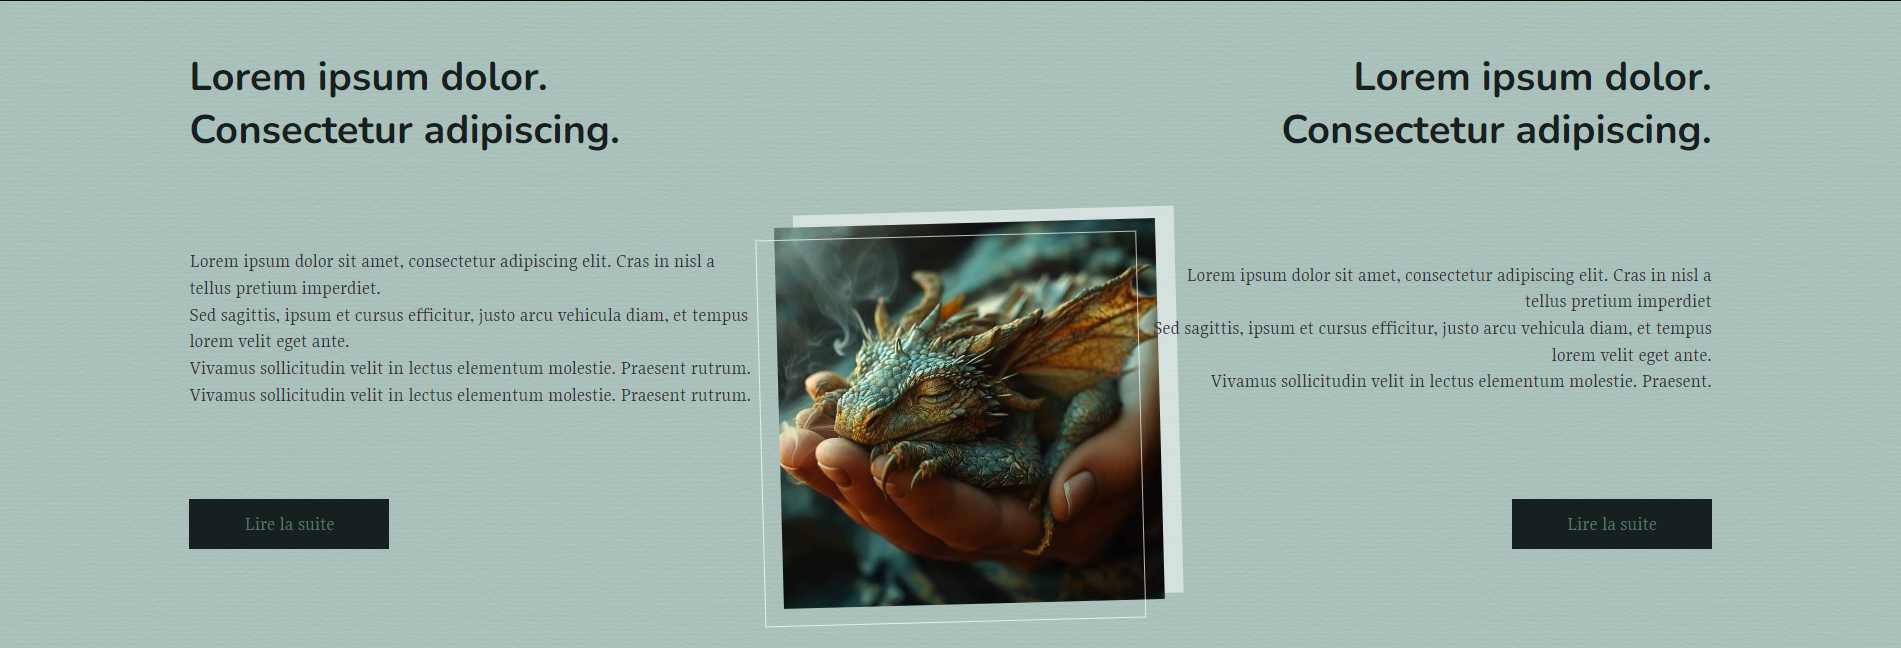 Lorem ipsum dolor.
Consectetur adipiscing.
Lorem ipsum dolor sit amet, consectetur adipiscing elit. Cras in nisl a
tellus pretium imperdiet.
Sed sagittis, ipsum et cursus efficitur, justo arcu vehicula diam, et tempus
lorem velit eget ante.
Vivamus sollicitudin velit in lectus elementum molestie. Praesent rutrum.
Vivamus sollicitudin velit in lectus elementum molestie. Praesent rutrum.
Lire la suite
Lorem ipsum dolor.
Consectetur adipiscing.
Lorem ipsum dolor sit amet, consectetur adipiscing elit. Cras in nisl a
tellus pretium imperdiet
Sed sagittis, ipsum et cursus efficitur, justo arcu vehicula diam, et tempus
lorem velit eget ante.
Vivamus sollicitudin velit in lectus elementum molestie. Praesent.
Lire la suite